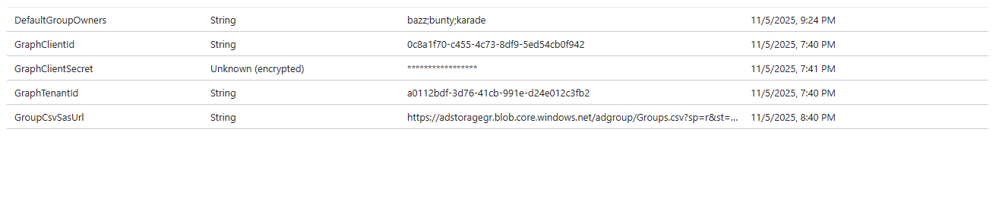 DefaultGroupOwners String bazz;bunty;karade 11/5/2025, 9:24 PM
GraphClientId String 0c8a1f70-c455-4c73-8df9-5ed54cb0f942 11/5/2025, 7:40 PM
GraphClientSecret Unknown (encrypted) ***************** 11/5/2025, 7:41 PM
GraphTenantId String a0112bdf-3d76-41cb-991e-d24e012c3fb2 11/5/2025, 7:40 PM
GroupCsvSasUrl String https://adstoragegr.blob.core.windows.net/adgroup/Groups.csv?sp=r&st=... 11/5/2025, 8:40 PM